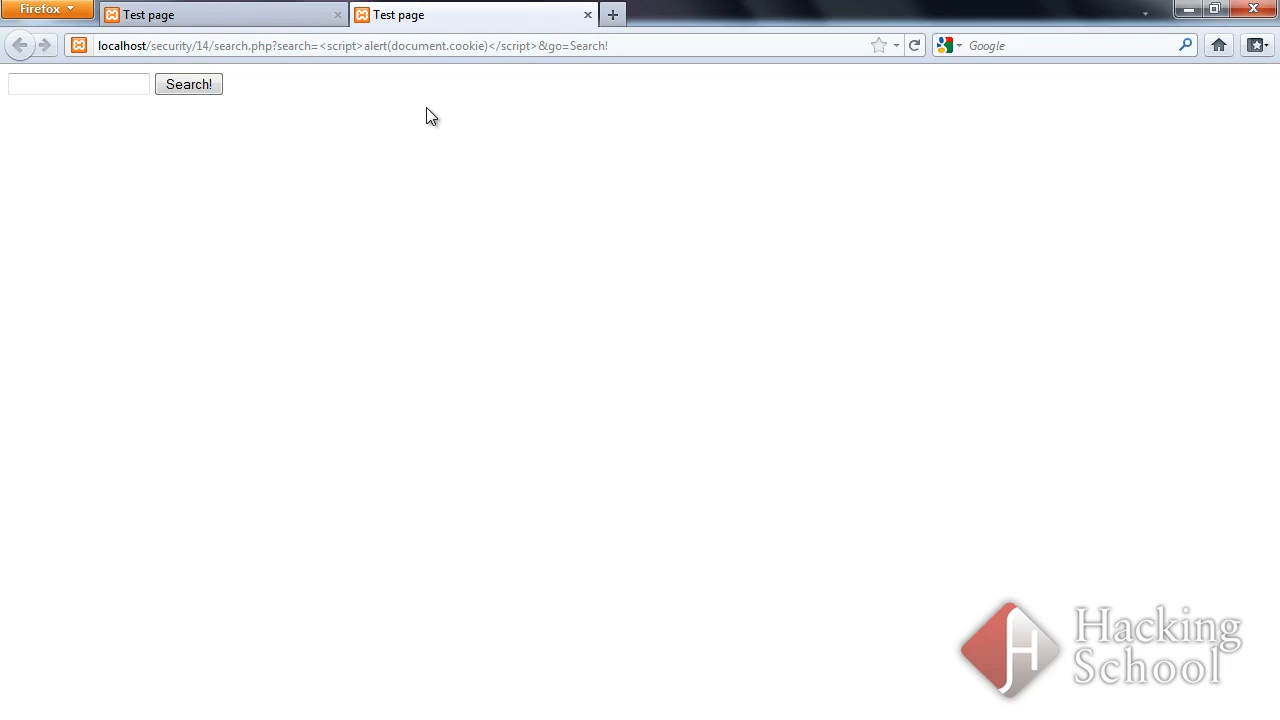 Firefox
Test page
Test page
localhost/security/14/search.php?search=<script>alert(document.cookie)</script>&go=Search!
Google
Search!
Hacking
School